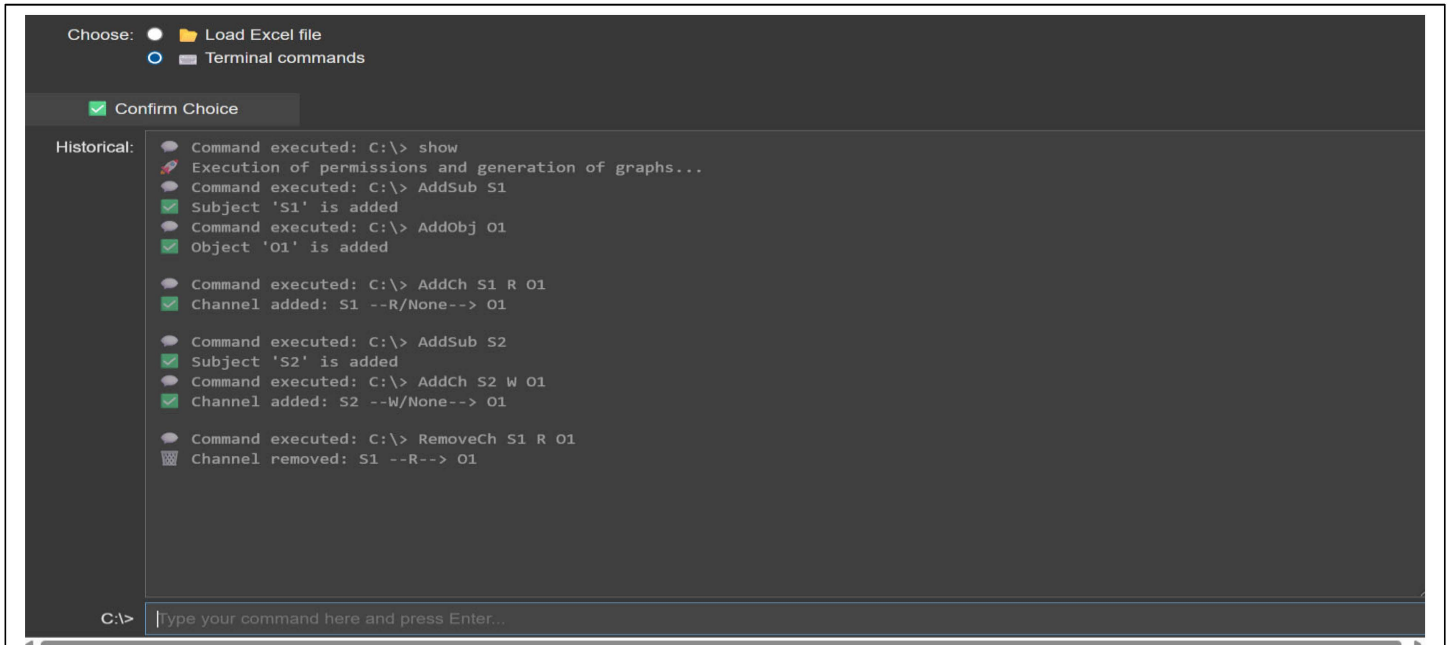 Choose: Load Excel file
Terminal commands
Confirm Choice
Historical:
Command executed: C:\> show
Execution of permissions and generation of graphs...
Command executed: C:\> AddSub S1
Subject 'S1' is added
Command executed: C:\> AddObj O1
Object 'O1' is added
Command executed: C:\> AddCh S1 R O1
Channel added: S1 --R/None--> O1
Command executed: C:\> AddSub S2
Subject 'S2' is added
Command executed: C:\> AddCh S2 W O1
Channel added: S2 --W/None--> O1
Command executed: C:\> RemoveCh S1 R O1
Channel removed: S1 --R--> O1
C:\> Type your command here and press Enter...